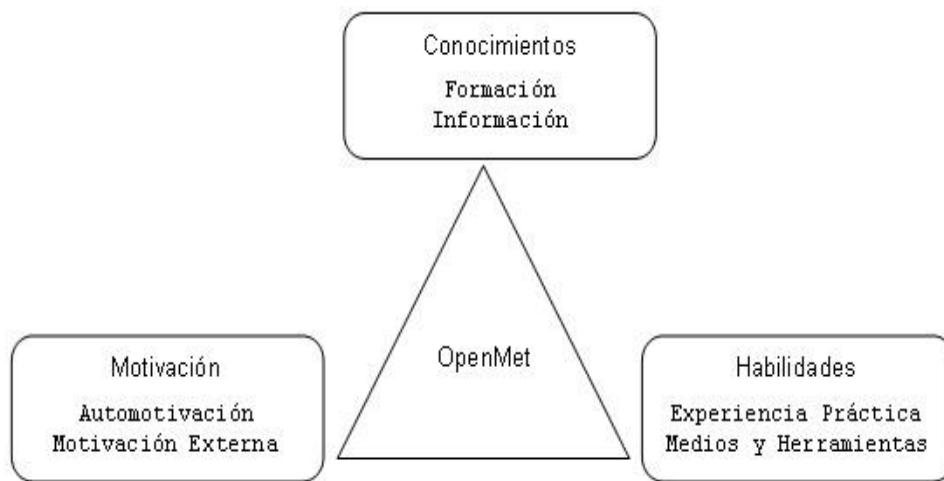 Conocimientos
Formación
Información
OpenMet
Motivación
Automotivación
Motivación Externa
Habilidades
Experiencia Práctica
Medios y Herramientas